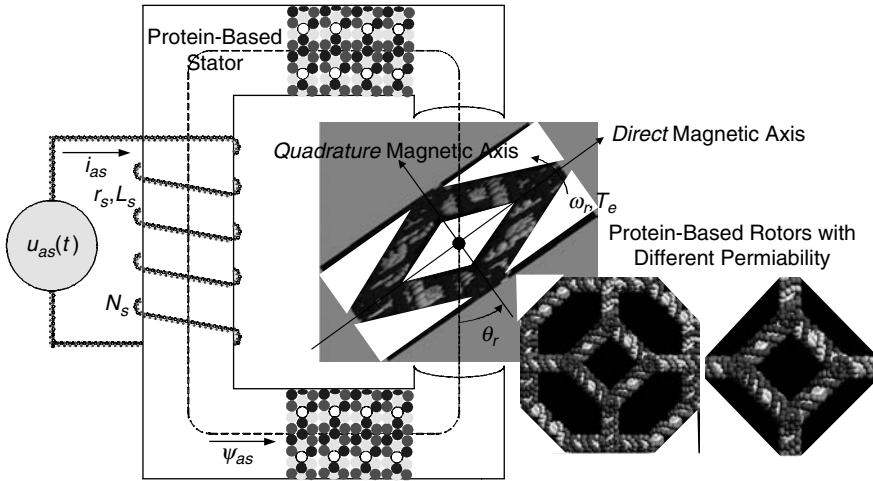 Protein-Based
Stator
Quadrature Magnetic Axis
Direct Magnetic Axis
i_as
r_s, L_s
ω_r, T_e
u_as(t)
Protein-Based Rotors with
Different Permiability
N_s
θ_r
ψ_as